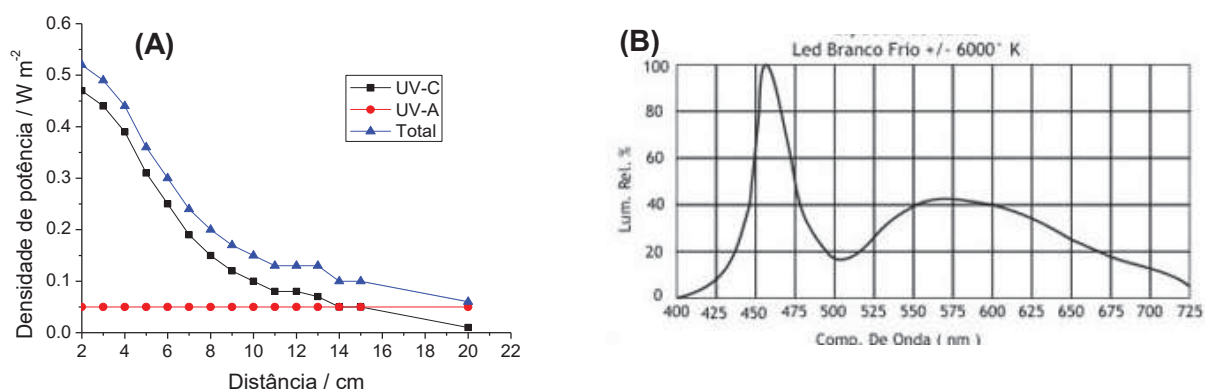 (A)
Densidade de potência / W m-2
0.6
0.5
0.4
0.3
0.2
0.1
0.0
UV-C
UV-A
Total
2 4 6 8 10 12 14 16 18 20 22
Distância / cm
(B)
Led Branco Frio +/- 6000° K
Lum. Rel. %
100
80
60
40
20
0
400 425 450 475 500 525 550 575 600 625 650 675 700 725
Comp. De Onda ( nm )